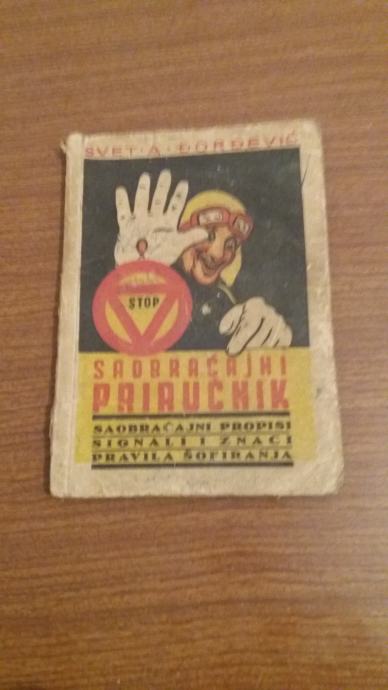 SVET·A·ĐORĐEVIĆ
STOP
SAOBRAĆAJNI
PRIRUČNIK
SAOBRAĆAJNI PROPISI
SIGNALI I ZNACI
PRAVILA ŠOFIRANJA